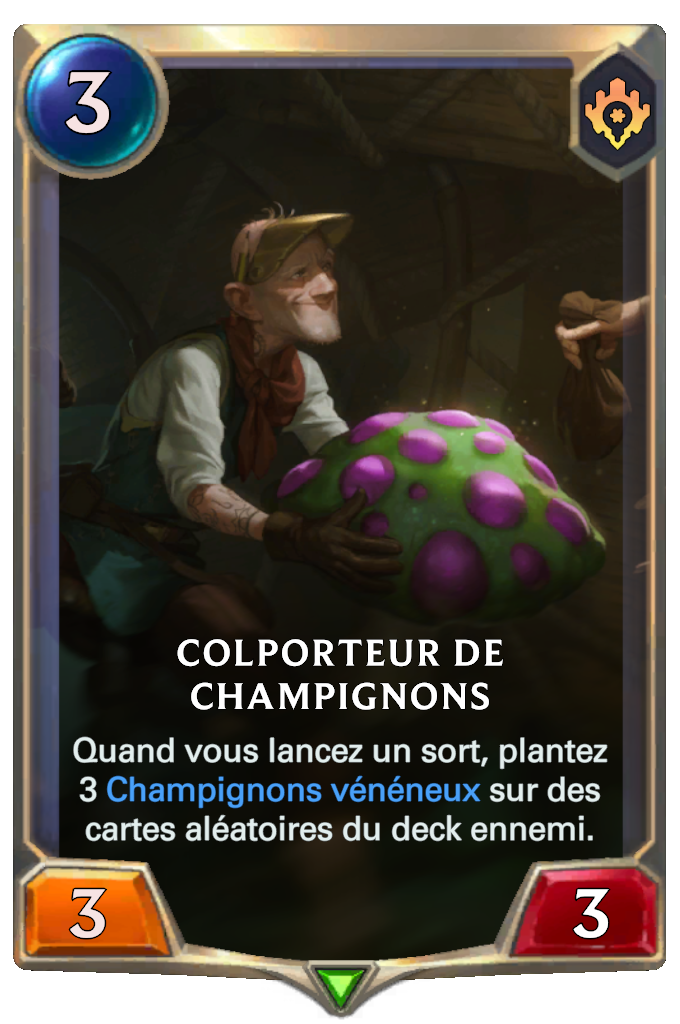 3
COLPORTEUR DE
CHAMPIGNONS
Quand vous lancez un sort, plantez
3 Champignons vénéneux sur des
cartes aléatoires du deck ennemi.
3
3